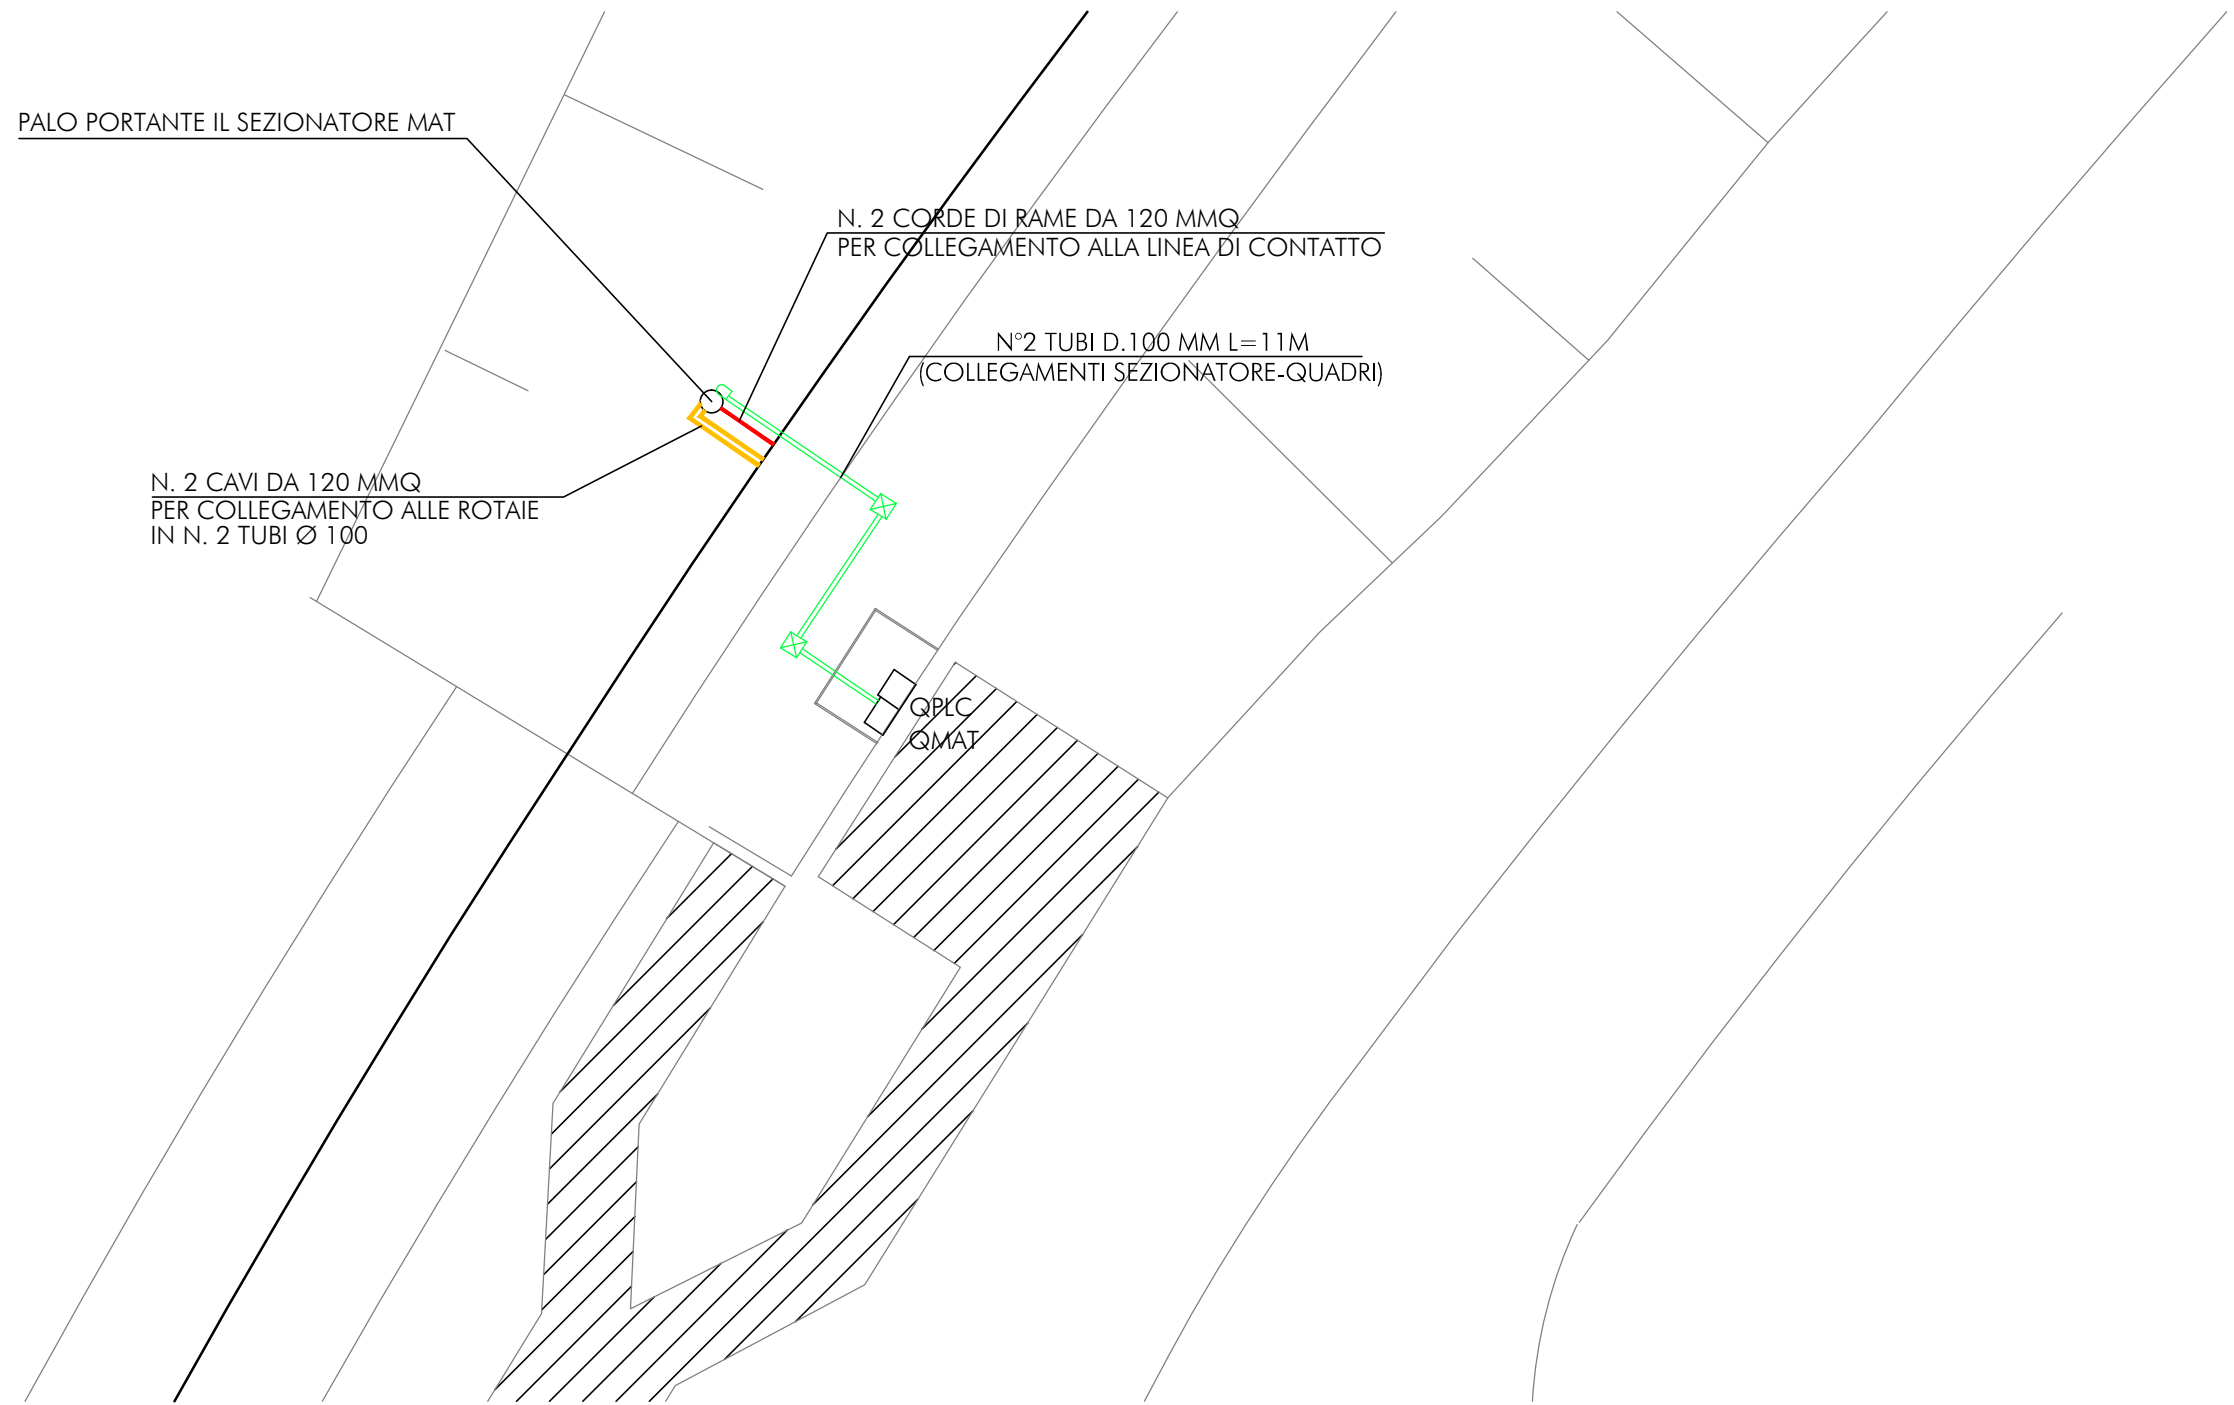 PALO PORTANTE IL SEZIONATORE MAT
N. 2 CORDE DI RAME DA 120 MMQ
PER COLLEGAMENTO ALLA LINEA DI CONTATTO
N°2 TUBI D.100 MM L=11M
(COLLEGAMENTI SEZIONATORE-QUADRI)
N. 2 CAVI DA 120 MMQ
PER COLLEGAMENTO ALLE ROTAIE
IN N. 2 TUBI Ø 100
QPLC
QMAT